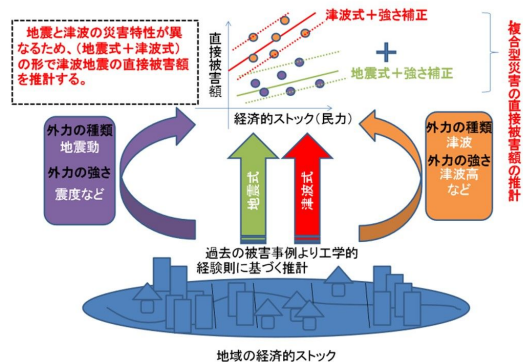 地震と津波の災害特性が異
なるため、(地震式+津波式)
の形で津波地震の直接被害額
を推計する。
直接被害額
津波式+強さ補正
+
地震式+強さ補正
経済的ストック(民力)
複合型災害の直接被害額の推計
外力の種類
地震動
外力の強さ
震度など
地震式
津波式
外力の種類
津波
外力の強さ
津波高
など
過去の被害事例より工学的
経験則に基づく推計
地域の経済的ストック